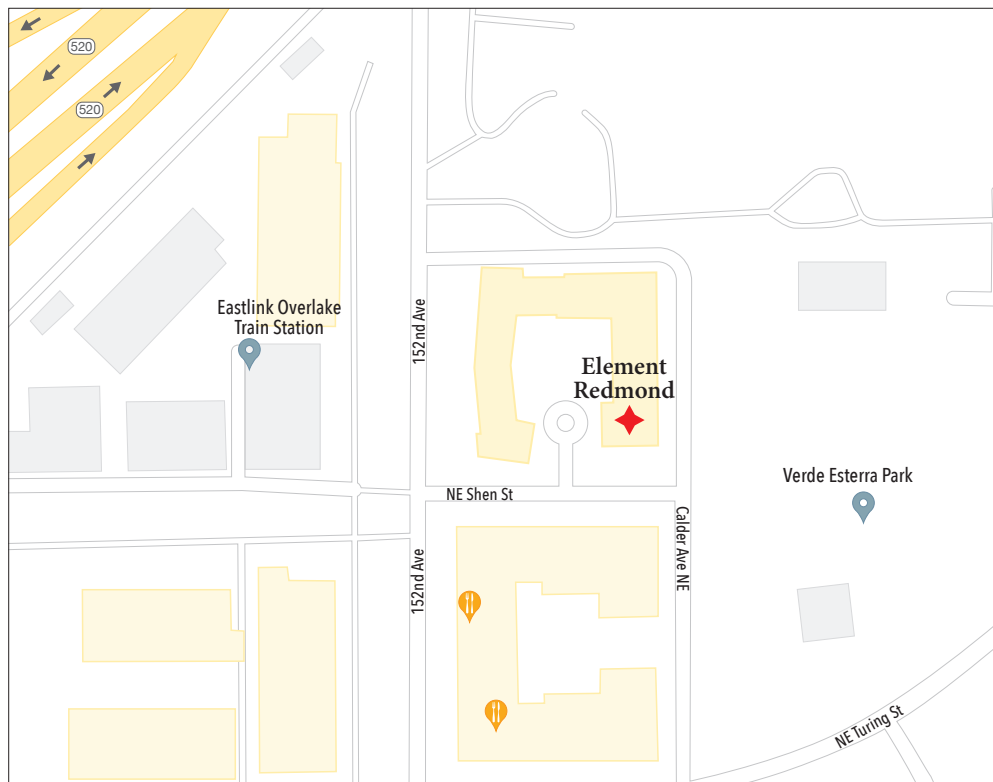 520
520
Eastlink Overlake
Train Station
152nd Ave
Element
Redmond
Verde Esterra Park
NE Shen St
Calder Ave NE
152nd Ave
NE Turing St